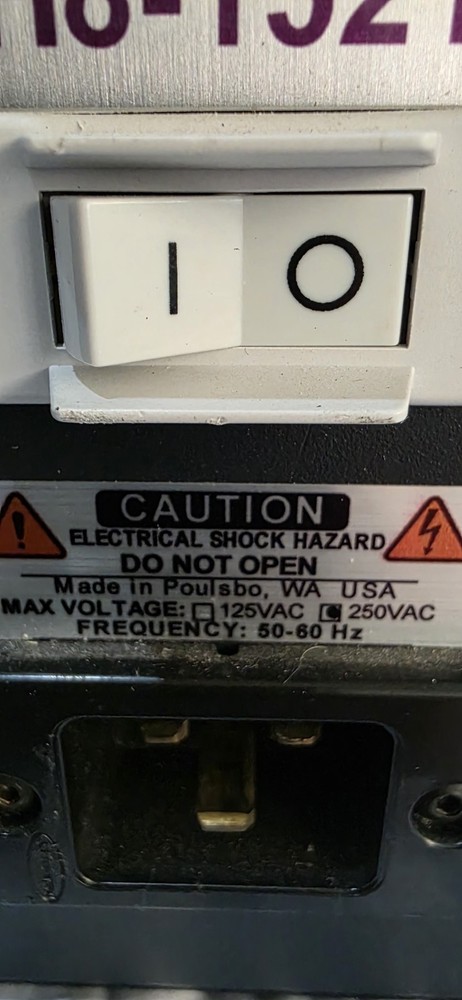 I O
CAUTION
ELECTRICAL SHOCK HAZARD
DO NOT OPEN
Made in Poulsbo, WA USA
MAX VOLTAGE: 125VAC 250VAC
FREQUENCY: 50-60 Hz